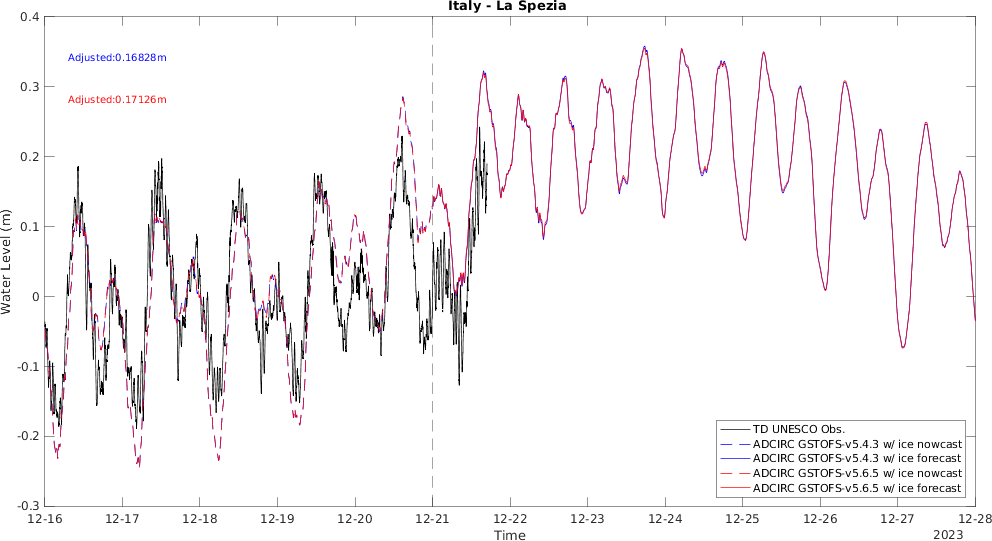 Italy - La Spezia
Adjusted:0.16828m
Adjusted:0.17126m
Water Level (m)
0.4
0.3
0.2
0.1
0
-0.1
-0.2
-0.3
TD UNESCO Obs.
ADCIRC GSTOFS-v5.4.3 w/ ice nowcast
ADCIRC GSTOFS-v5.4.3 w/ ice forecast
ADCIRC GSTOFS-v5.6.5 w/ ice nowcast
ADCIRC GSTOFS-v5.6.5 w/ ice forecast
12-16 12-17 12-18 12-19 12-20 12-21 12-22 12-23 12-24 12-25 12-26 12-27 12-28
Time
2023